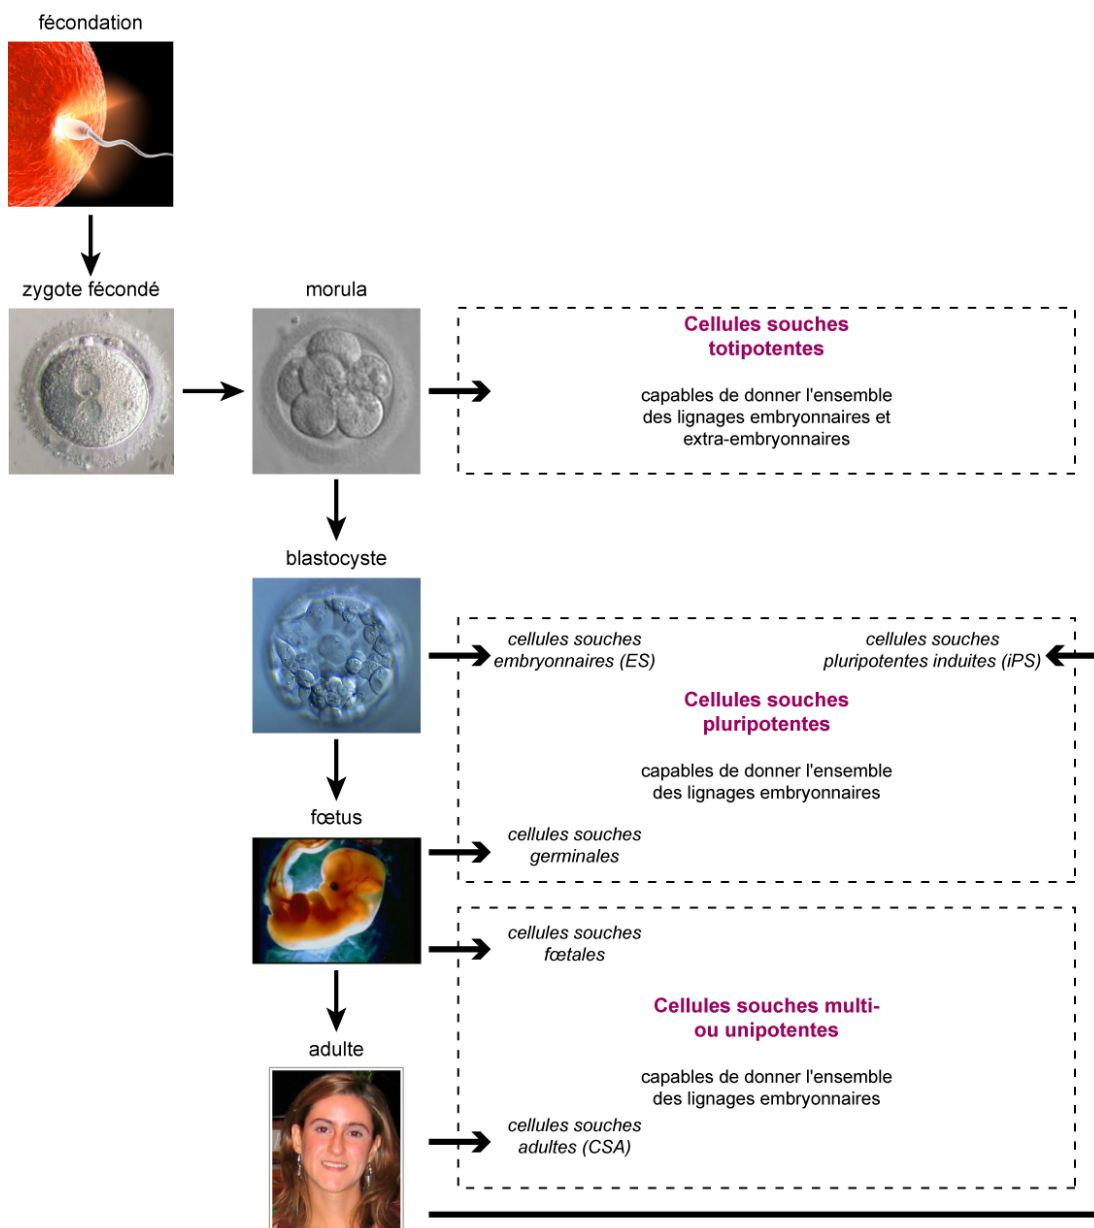 fécondation
zygote fécondé
morula
Cellules souches
totipotentes
capables de donner l'ensemble
des lignages embryonnaires et
extra-embryonnaires
blastocyste
cellules souches
embryonnaires (ES)
cellules souches
pluripotentes induites (iPS)
Cellules souches
pluripotentes
capables de donner l'ensemble
des lignages embryonnaires
fœtus
cellules souches
germinales
cellules souches
fœtales
Cellules souches multi-
ou unipotentes
capables de donner l'ensemble
des lignages embryonnaires
adulte
cellules souches
adultes (CSA)